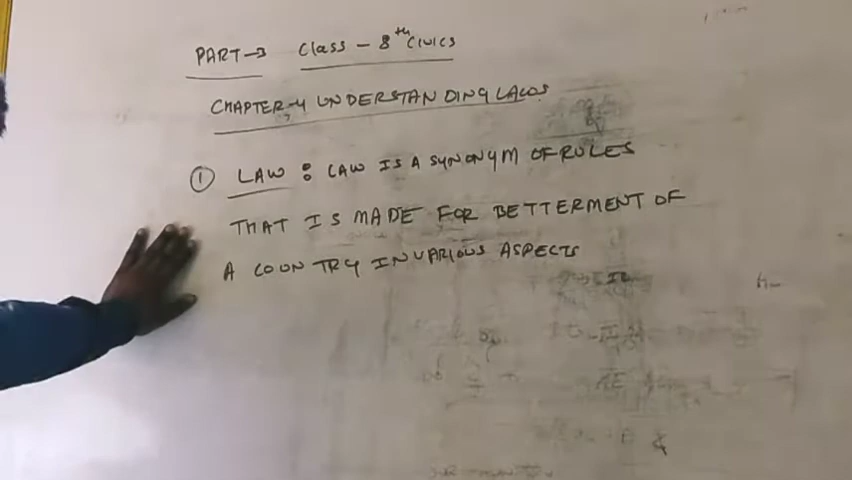 PART-3 Class - 8th Civics
CHAPTER-4 UNDERSTANDING LAWS
① LAW : LAW IS A SYNONYM OF RULES
THAT IS MADE FOR BETTERMENT OF
A COUNTRY IN VARIOUS ASPECTS